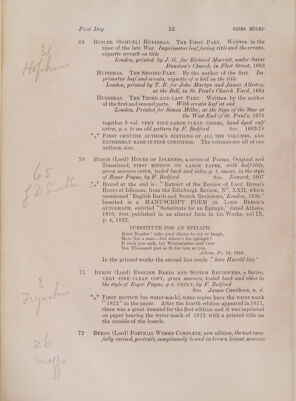 First Day 26 SIZES MIXED
69 BUTLER (SAMUEL) HUDIBRAS. THE FIRST PART. Written in the
time of the late War. Imprimatur leaf facing title and the errata,
vignette wreath on title
London, printed by J. G. for Richard Marriot, under Saint
Dunstan's Church, in Fleet Street, 1663
HUDIBRAS. THE SECOND PART. By the author of the first. Im-
primatur leaf and errata, vignette of a bell on the title
London, printed by T. R. for John Martyn and James Allestry,
at the Bell, in St. Paul's Church Yard, 1664
HUDIBRAS. THE THIRD AND LAST PART. Written by the author
of the first and second parts. With errata leaf at end
London, Printed for Simon Miller, at the Sign of the Star at
the West End of St. Paul's, 1678
together 3 vol. VERY FINE LARGE CLEAN COPIES, hand dyed calf
extra, g. e. to an old pattern by F. Bedford Sm. 1663-78
*** FIRST GENUINE AUTHOR'S EDITIONS OF ALL THE VOLUMES, AND
EXTREMELY RARE IN FINE CONDITION. The volumes are all of one
uniform size.
70 BYRON (LORD) HOURS OF IDLENESS, a series of Poems, Original and
Translated, FIRST EDITION ON LARGE PAPER, with half-title,
green morocco extra, tooled back and sides, g. t. uncut, in the style
of Roger Payne, by F. Bedford 8vo. Newark, 1807
*** Bound at the end is: "Extract of the Review of Lord Byron's
Hours of Idleness, from the Edinburgh Review, Nº. XXII, which
occasioned 'English Bards and Scotch Reviewers,' London, 1820."
Inserted is a MANUSCRIPT POEM IN LORD BYRON'S
AUTOGRAPH, entitled "Substitute for an Epitaph," dated Athens,
1810, first published in an altered form in his Works, vol IX,
p. 4, 1832.
SUBSTITUTE FOR AN EPITAPH.
Kind Reader! take your choice to cry or laugh,
Here lies a man—but where's his epitaph?
If such you seek, try Westminster and view
Ten Thousand just as fit for him as you.
Athens,
In the printed works the second line reads "here Harold lies."
71 BYRON (LORD) ENGLISH BARDS AND SCOTCH REVIEWERS, a Satire,
VERY FINE CLEAN COPY, green morocco, tooled back and sides in
the style of Roger Payne, g. t. UNCUT, by F. Bedford
8vo. James Cawthorn, n. d.
*** FIRST EDITION (no water-mark), some copies have the water-mark
"1812" in the paper. After the fourth edition appeared in 1811,
there was a great demand for the first edition and it was reprinted
on paper bearing the water-mark of 1812 with a printed title on
the outside of the boards.
72 BYRON (LORD) POETICAL WORKS COMPLETE, new edition, the text care-
fully revised, portrait, sumptuously bound in brown levant morocco
31
Hopkins
65
26